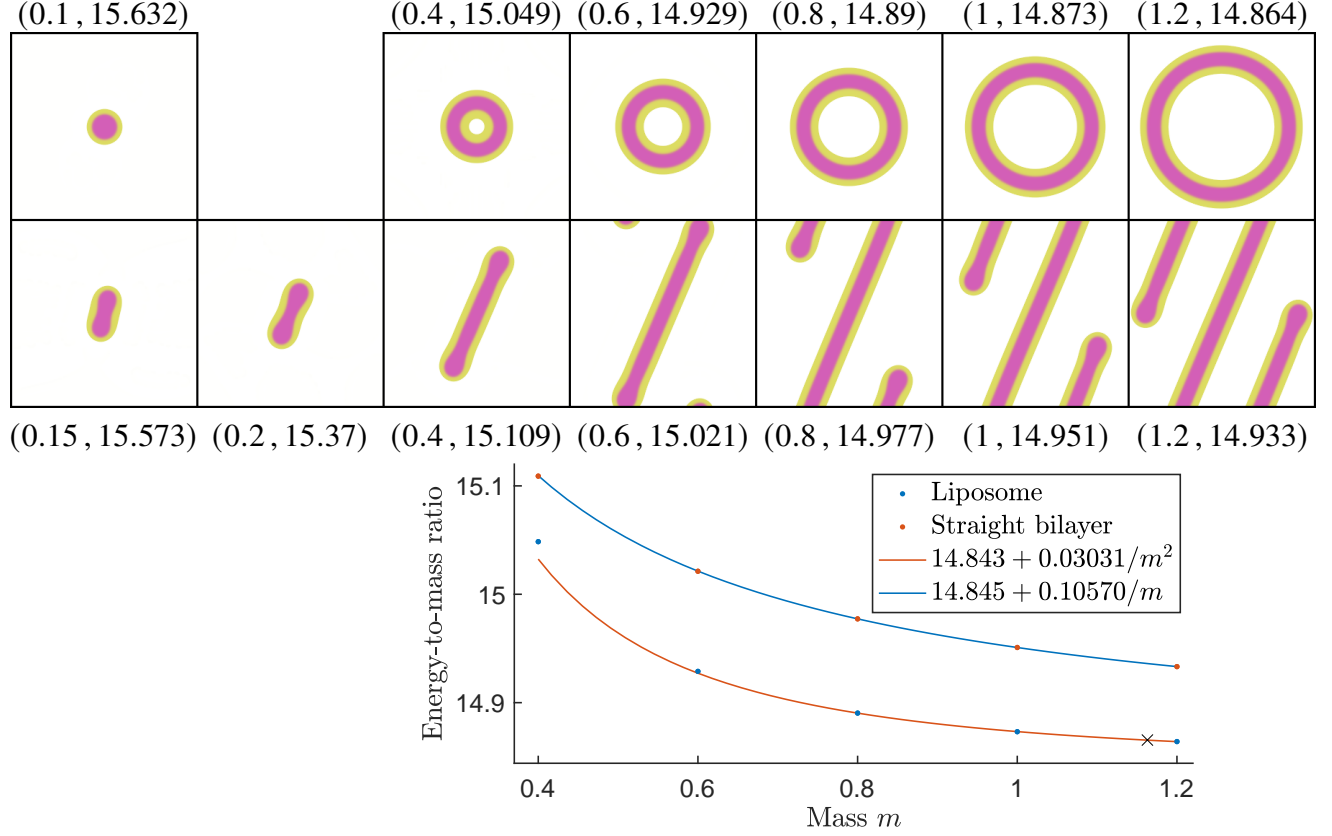 (0.1 , 15.632) (0.4 , 15.049) (0.6 , 14.929) (0.8 , 14.89) (1 , 14.873) (1.2 , 14.864)
(0.15 , 15.573) (0.2 , 15.37) (0.4 , 15.109) (0.6 , 15.021) (0.8 , 14.977) (1 , 14.951) (1.2 , 14.933)
Energy-to-mass ratio
15.1
15
14.9
Liposome
Straight bilayer
14.843 + 0.03031/m²
14.845 + 0.10570/m
0.4 0.6 0.8 1 1.2
Mass m